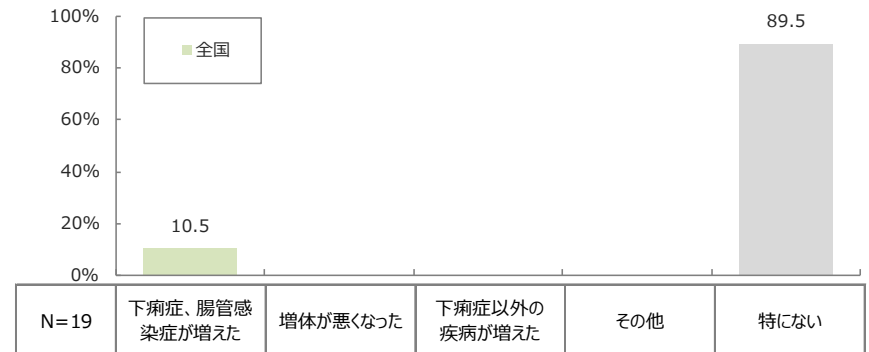 100%
80%
60%
40%
20%
0%
全国
10.5
89.5
N=19
下痢症、腸管感
染症が増えた
増体が悪くなった
下痢症以外の
疾病が増えた
その他
特にない